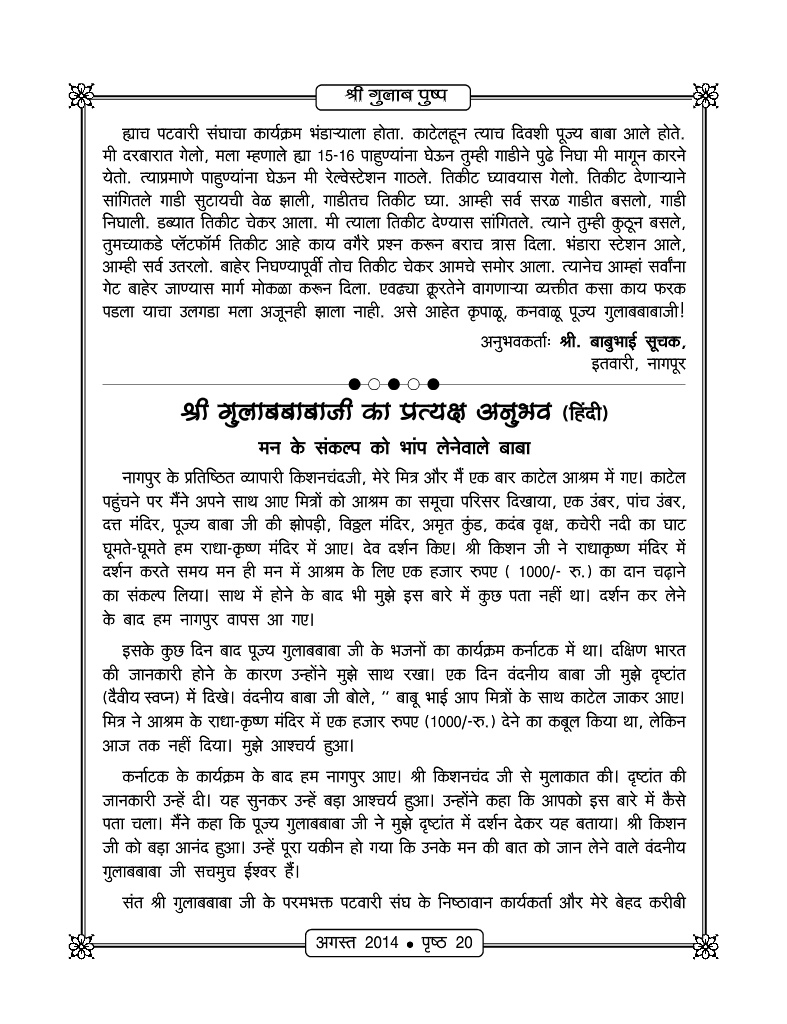 श्री गुलाब पुष्प
ह्याच पटवारी संघाचा कार्यक्रम भंडाऱ्याला होता. काटेलहून त्याच दिवशी पूज्य बाबा आले होते.
मी दरबारात गेलो, मला म्हणाले ह्या 15-16 पाहुण्यांना घेऊन तुम्ही गाडीने पुढे निघा मी मागून कारने
येतो. त्याप्रमाणे पाहुण्यांना घेऊन मी रेल्वेस्टेशन गाठले. तिकीट घ्यावयास गेलो. तिकीट देणाऱ्याने
सांगितले गाडी सुटायची वेळ झाली, गाडीतच तिकीट घ्या. आम्ही सर्व सरळ गाडीत बसलो, गाडी
निघाली. डब्यात तिकीट चेकर आला. मी त्याला तिकीट देण्यास सांगितले. त्याने तुम्ही कुठून बसले,
तुमच्याकडे प्लॅटफॉर्म तिकीट आहे काय वगैरे प्रश्न करून बराच त्रास दिला. भंडारा स्टेशन आले,
आम्ही सर्व उतरलो. बाहेर निघण्यापूर्वी तोच तिकीट चेकर आमचे समोर आला. त्यानेच आम्हां सर्वांना
गेट बाहेर जाण्यास मार्ग मोकळा करून दिला. एवढ्या क्रूरतेने वागणाऱ्या व्यक्तीत कसा काय फरक
पडला याचा उलगडा मला अजूनही झाला नाही. असे आहेत कृपाळू, कनवाळू पूज्य गुलाबबाबाजी!
अनुभवकर्ताः श्री. बाबुभाई सूचक,
इतवारी, नागपूर
श्री गुलाबबाबाजी का प्रत्यक्ष अनुभव (हिंदी)
मन के संकल्प को भांप लेनेवाले बाबा
नागपुर के प्रतिष्ठित व्यापारी किशनचंदजी, मेरे मित्र और मैं एक बार काटेल आश्रम में गए। काटेल
पहुंचने पर मैंने अपने साथ आए मित्रों को आश्रम का समूचा परिसर दिखाया, एक उंबर, पांच उंबर,
दत्त मंदिर, पूज्य बाबा जी की झोपड़ी, विठ्ठल मंदिर, अमृत कुंड, कदंब वृक्ष, कचेरी नदी का घाट
घूमते-घूमते हम राधा-कृष्ण मंदिर में आए। देव दर्शन किए। श्री किशन जी ने राधाकृष्ण मंदिर में
दर्शन करते समय मन ही मन में आश्रम के लिए एक हजार रुपए ( 1000/- रु.) का दान चढ़ाने
का संकल्प लिया। साथ में होने के बाद भी मुझे इस बारे में कुछ पता नहीं था। दर्शन कर लेने
के बाद हम नागपुर वापस आ गए।
इसके कुछ दिन बाद पूज्य गुलाबबाबा जी के भजनों का कार्यक्रम कर्नाटक में था। दक्षिण भारत
की जानकारी होने के कारण उन्होंने मुझे साथ रखा। एक दिन वंदनीय बाबा जी मुझे दृष्टांत
(दैवीय स्वप्न) में दिखे। वंदनीय बाबा जी बोले, ‘‘ बाबू भाई आप मित्रों के साथ काटेल जाकर आए।
मित्र ने आश्रम के राधा-कृष्ण मंदिर में एक हजार रुपए (1000/-रु.) देने का कबूल किया था, लेकिन
आज तक नहीं दिया। मुझे आश्चर्य हुआ।
कर्नाटक के कार्यक्रम के बाद हम नागपुर आए। श्री किशनचंद जी से मुलाकात की। दृष्टांत की
जानकारी उन्हें दी। यह सुनकर उन्हें बड़ा आश्चर्य हुआ। उन्होंने कहा कि आपको इस बारे में कैसे
पता चला। मैंने कहा कि पूज्य गुलाबबाबा जी ने मुझे दृष्टांत में दर्शन देकर यह बताया। श्री किशन
जी को बड़ा आनंद हुआ। उन्हें पूरा यकीन हो गया कि उनके मन की बात को जान लेने वाले वंदनीय
गुलाबबाबा जी सचमुच ईश्वर हैं।
संत श्री गुलाबबाबा जी के परमभक्त पटवारी संघ के निष्ठावान कार्यकर्ता और मेरे बेहद करीबी
अगस्त 2014 ● पृष्ठ 20